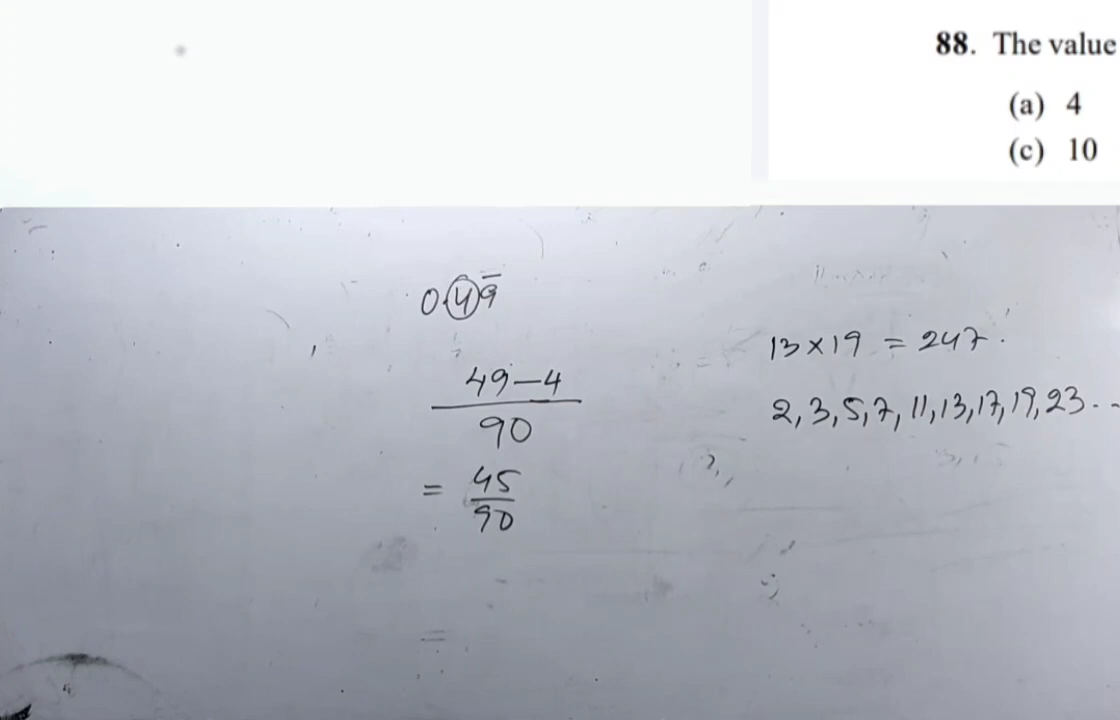 88. The value
(a) 4
(c) 10
0.49̅
49-4
90
= 45
90
=
13×19 = 247.
2,3,5,7,11,13,17,19,23...